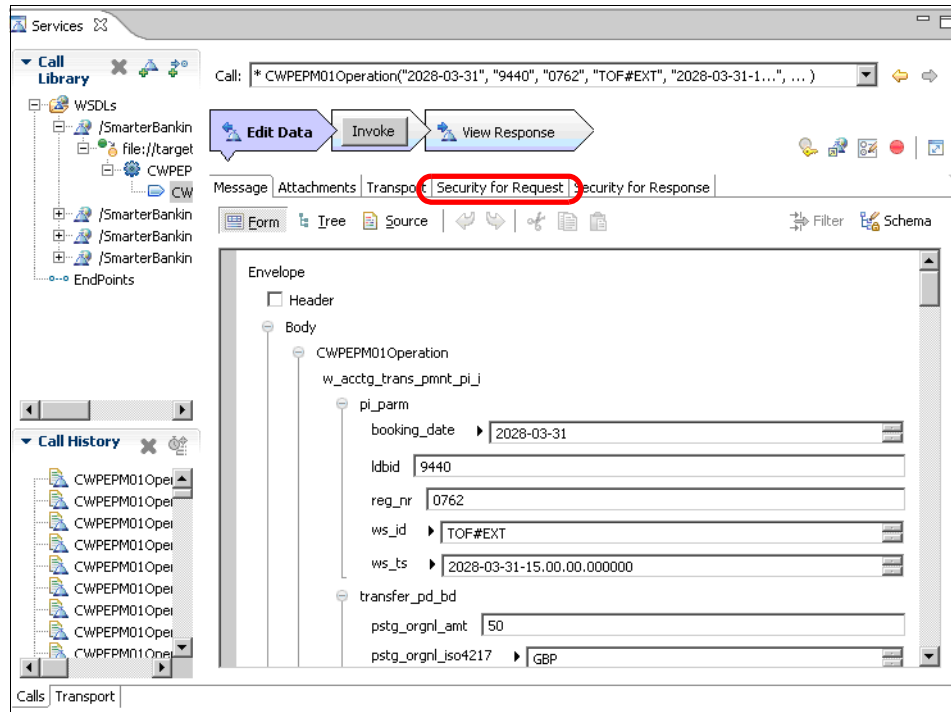 Services
Call Library
Call: * CWPEPM01Operation("2028-03-31", "9440", "0762", "TOF#EXT", "2028-03-31-1...", ... )
WSDLs
/SmarterBankin
file://target
CWPEP
CW
/SmarterBankin
/SmarterBankin
/SmarterBankin
EndPoints
Edit Data
Invoke
View Response
Message
Attachments
Transport
Security for Request
Security for Response
Form
Tree
Source
Filter
Schema
Envelope
Header
Body
CWPEPM01Operation
w_acctg_trans_pmnt_pi_i
pi_parm
booking_date 2028-03-31
ldbid 9440
reg_nr 0762
ws_id TOF#EXT
ws_ts 2028-03-31-15.00.00.000000
transfer_pd_bd
pstg_orgnl_amt 50
pstg_orgnl_iso4217 GBP
Call History
CWPEPM01Oper
CWPEPM01Oper
CWPEPM01Oper
CWPEPM01Oper
CWPEPM01Oper
CWPEPM01Oper
CWPEPM01Oper
CWPEPM01Oper
CWPEPM01Oper
Calls
Transport